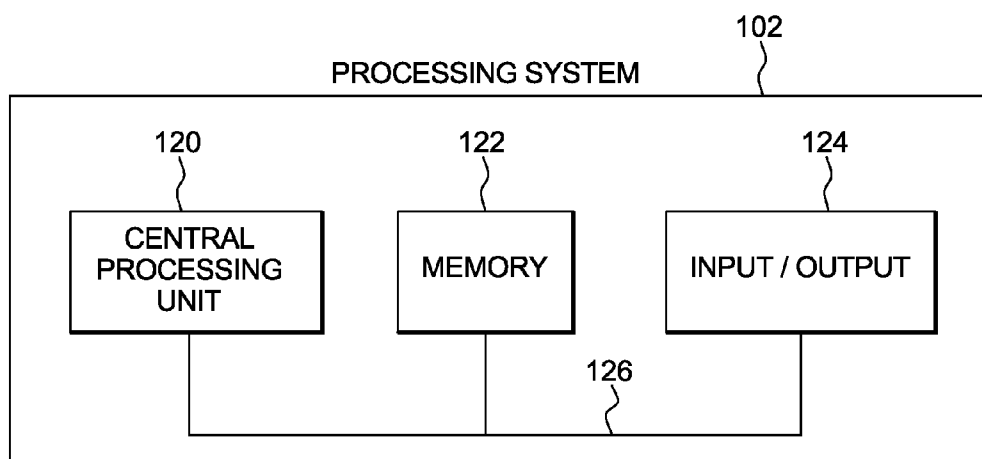 102
PROCESSING SYSTEM
120
122
124
CENTRAL
PROCESSING
UNIT
MEMORY
INPUT / OUTPUT
126